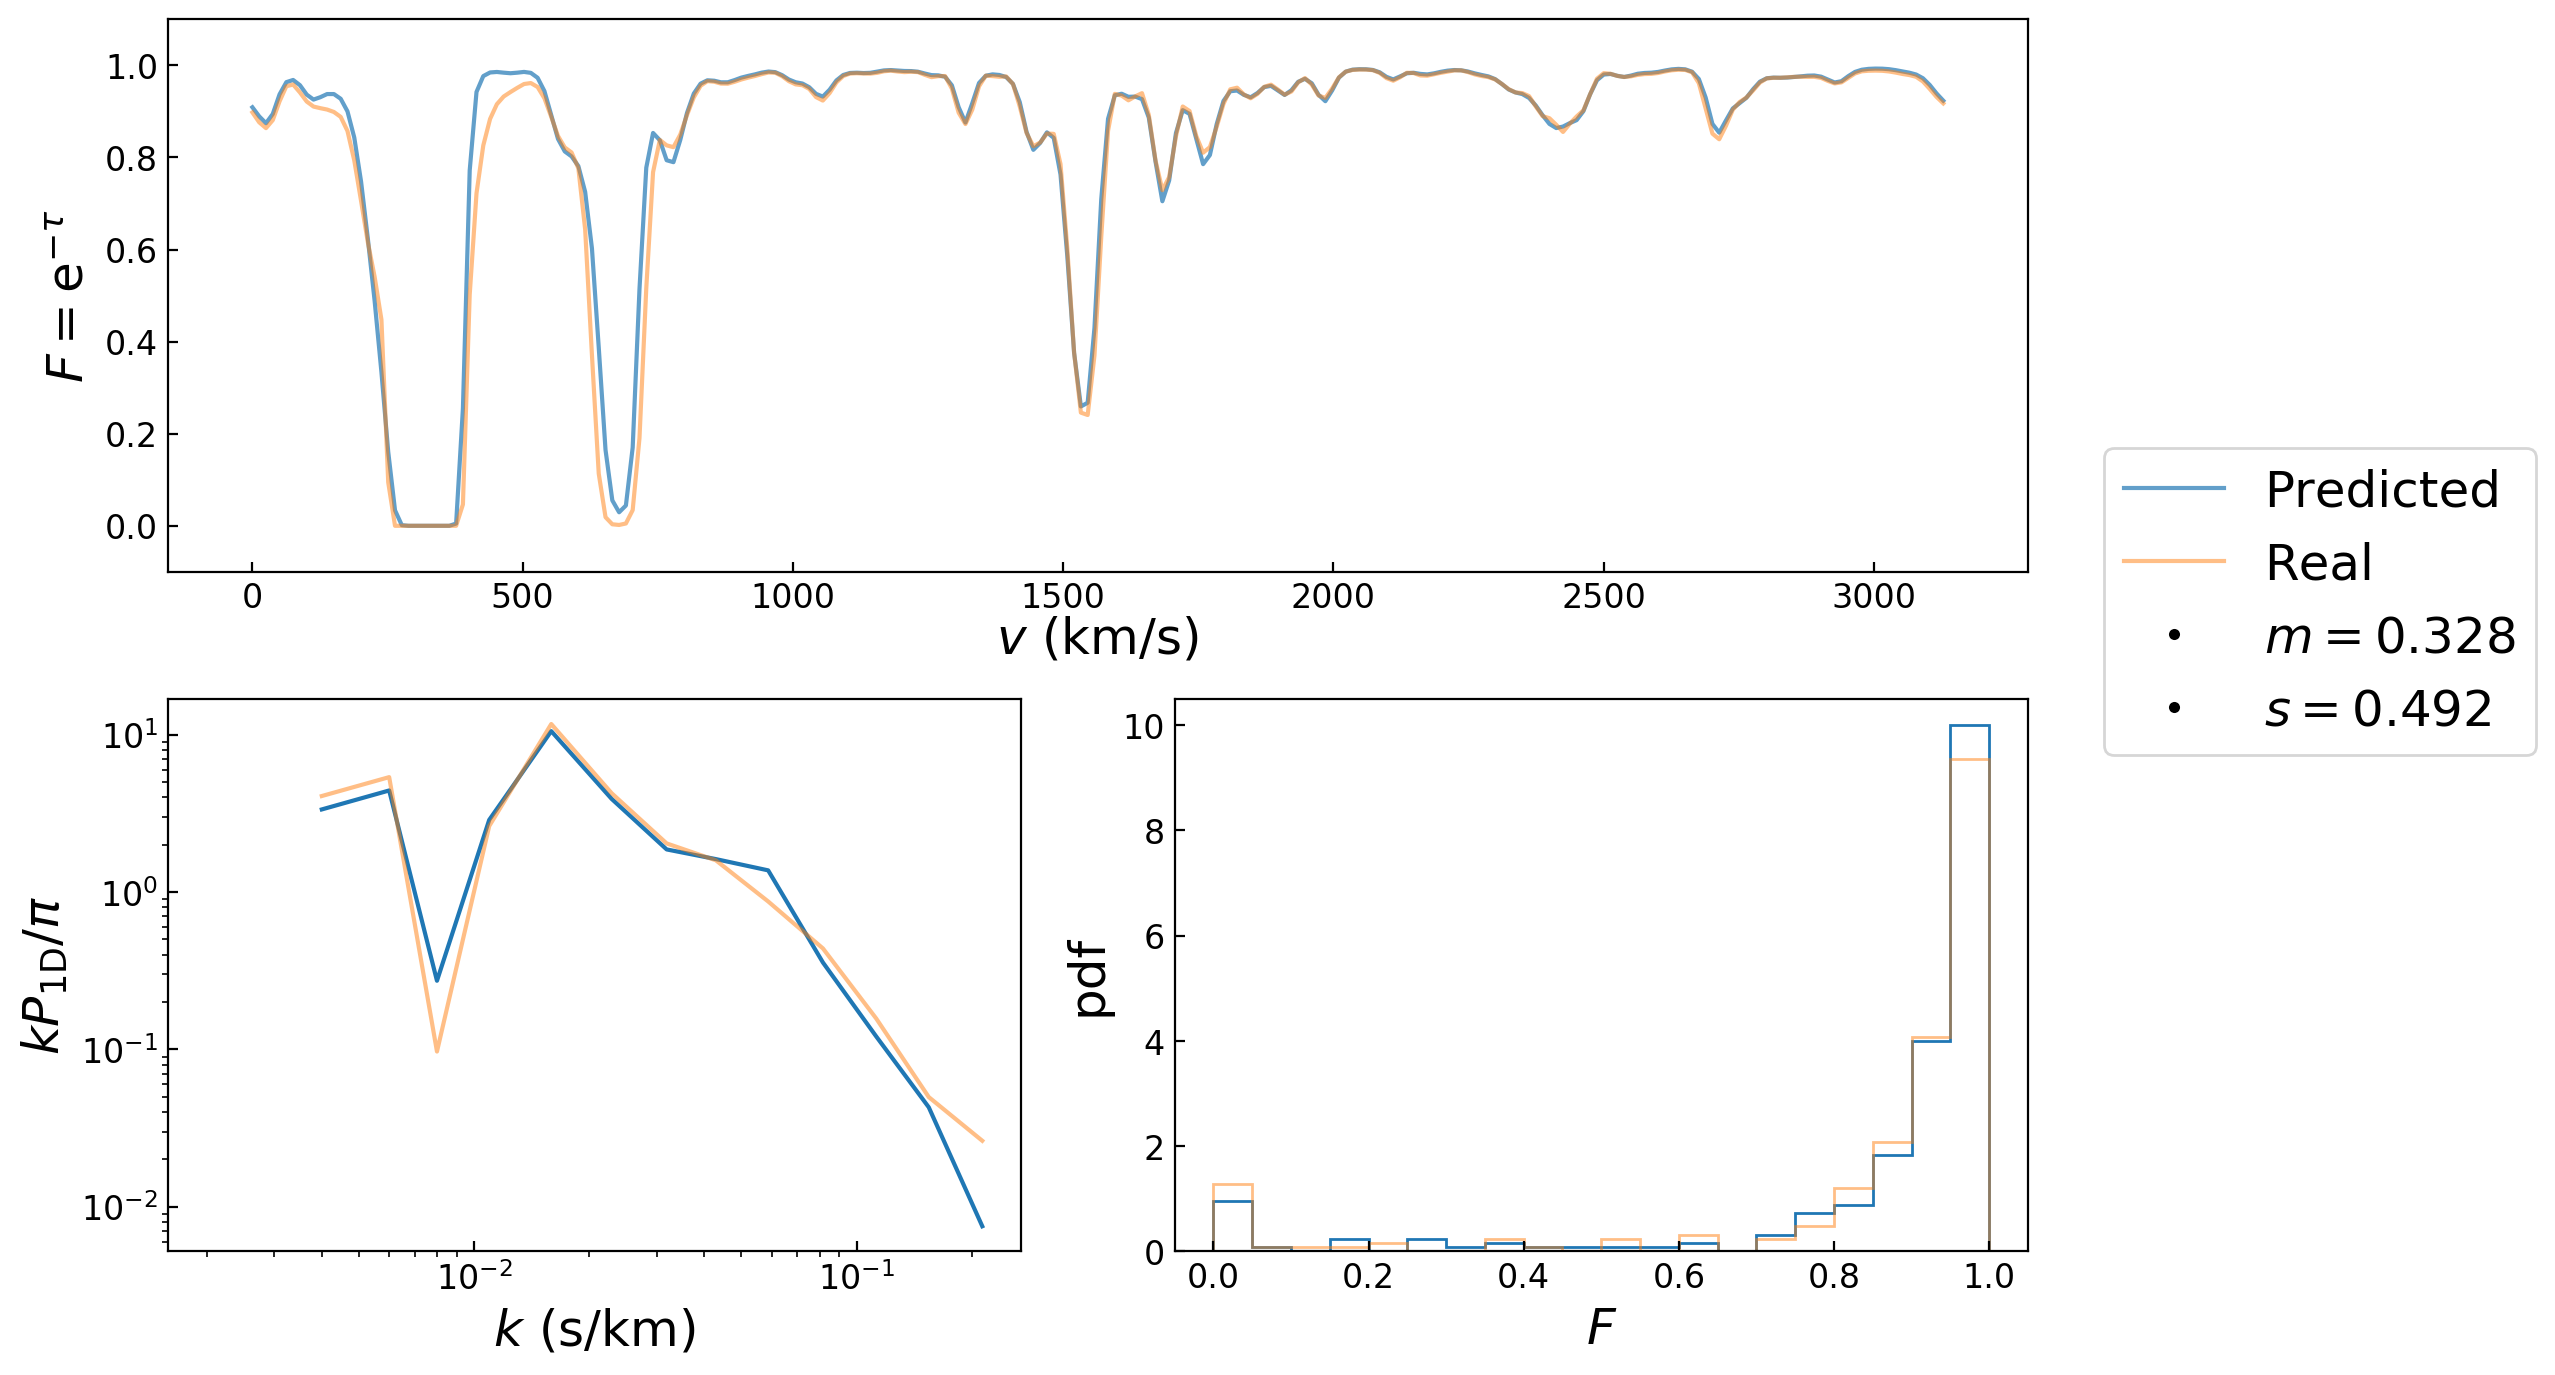 1.0
0.8
0.6
0.4
0.2
0.0
F = e^{−τ}
0 500 1000 1500 2000 2500 3000
v (km/s)
Predicted
Real
m = 0.328
s = 0.492
10^1
10^0
10^{−1}
10^{−2}
kP_{1D}/π
10^{−2} 10^{−1}
k (s/km)
10
8
6
4
2
0
pdf
0.0 0.2 0.4 0.6 0.8 1.0
F